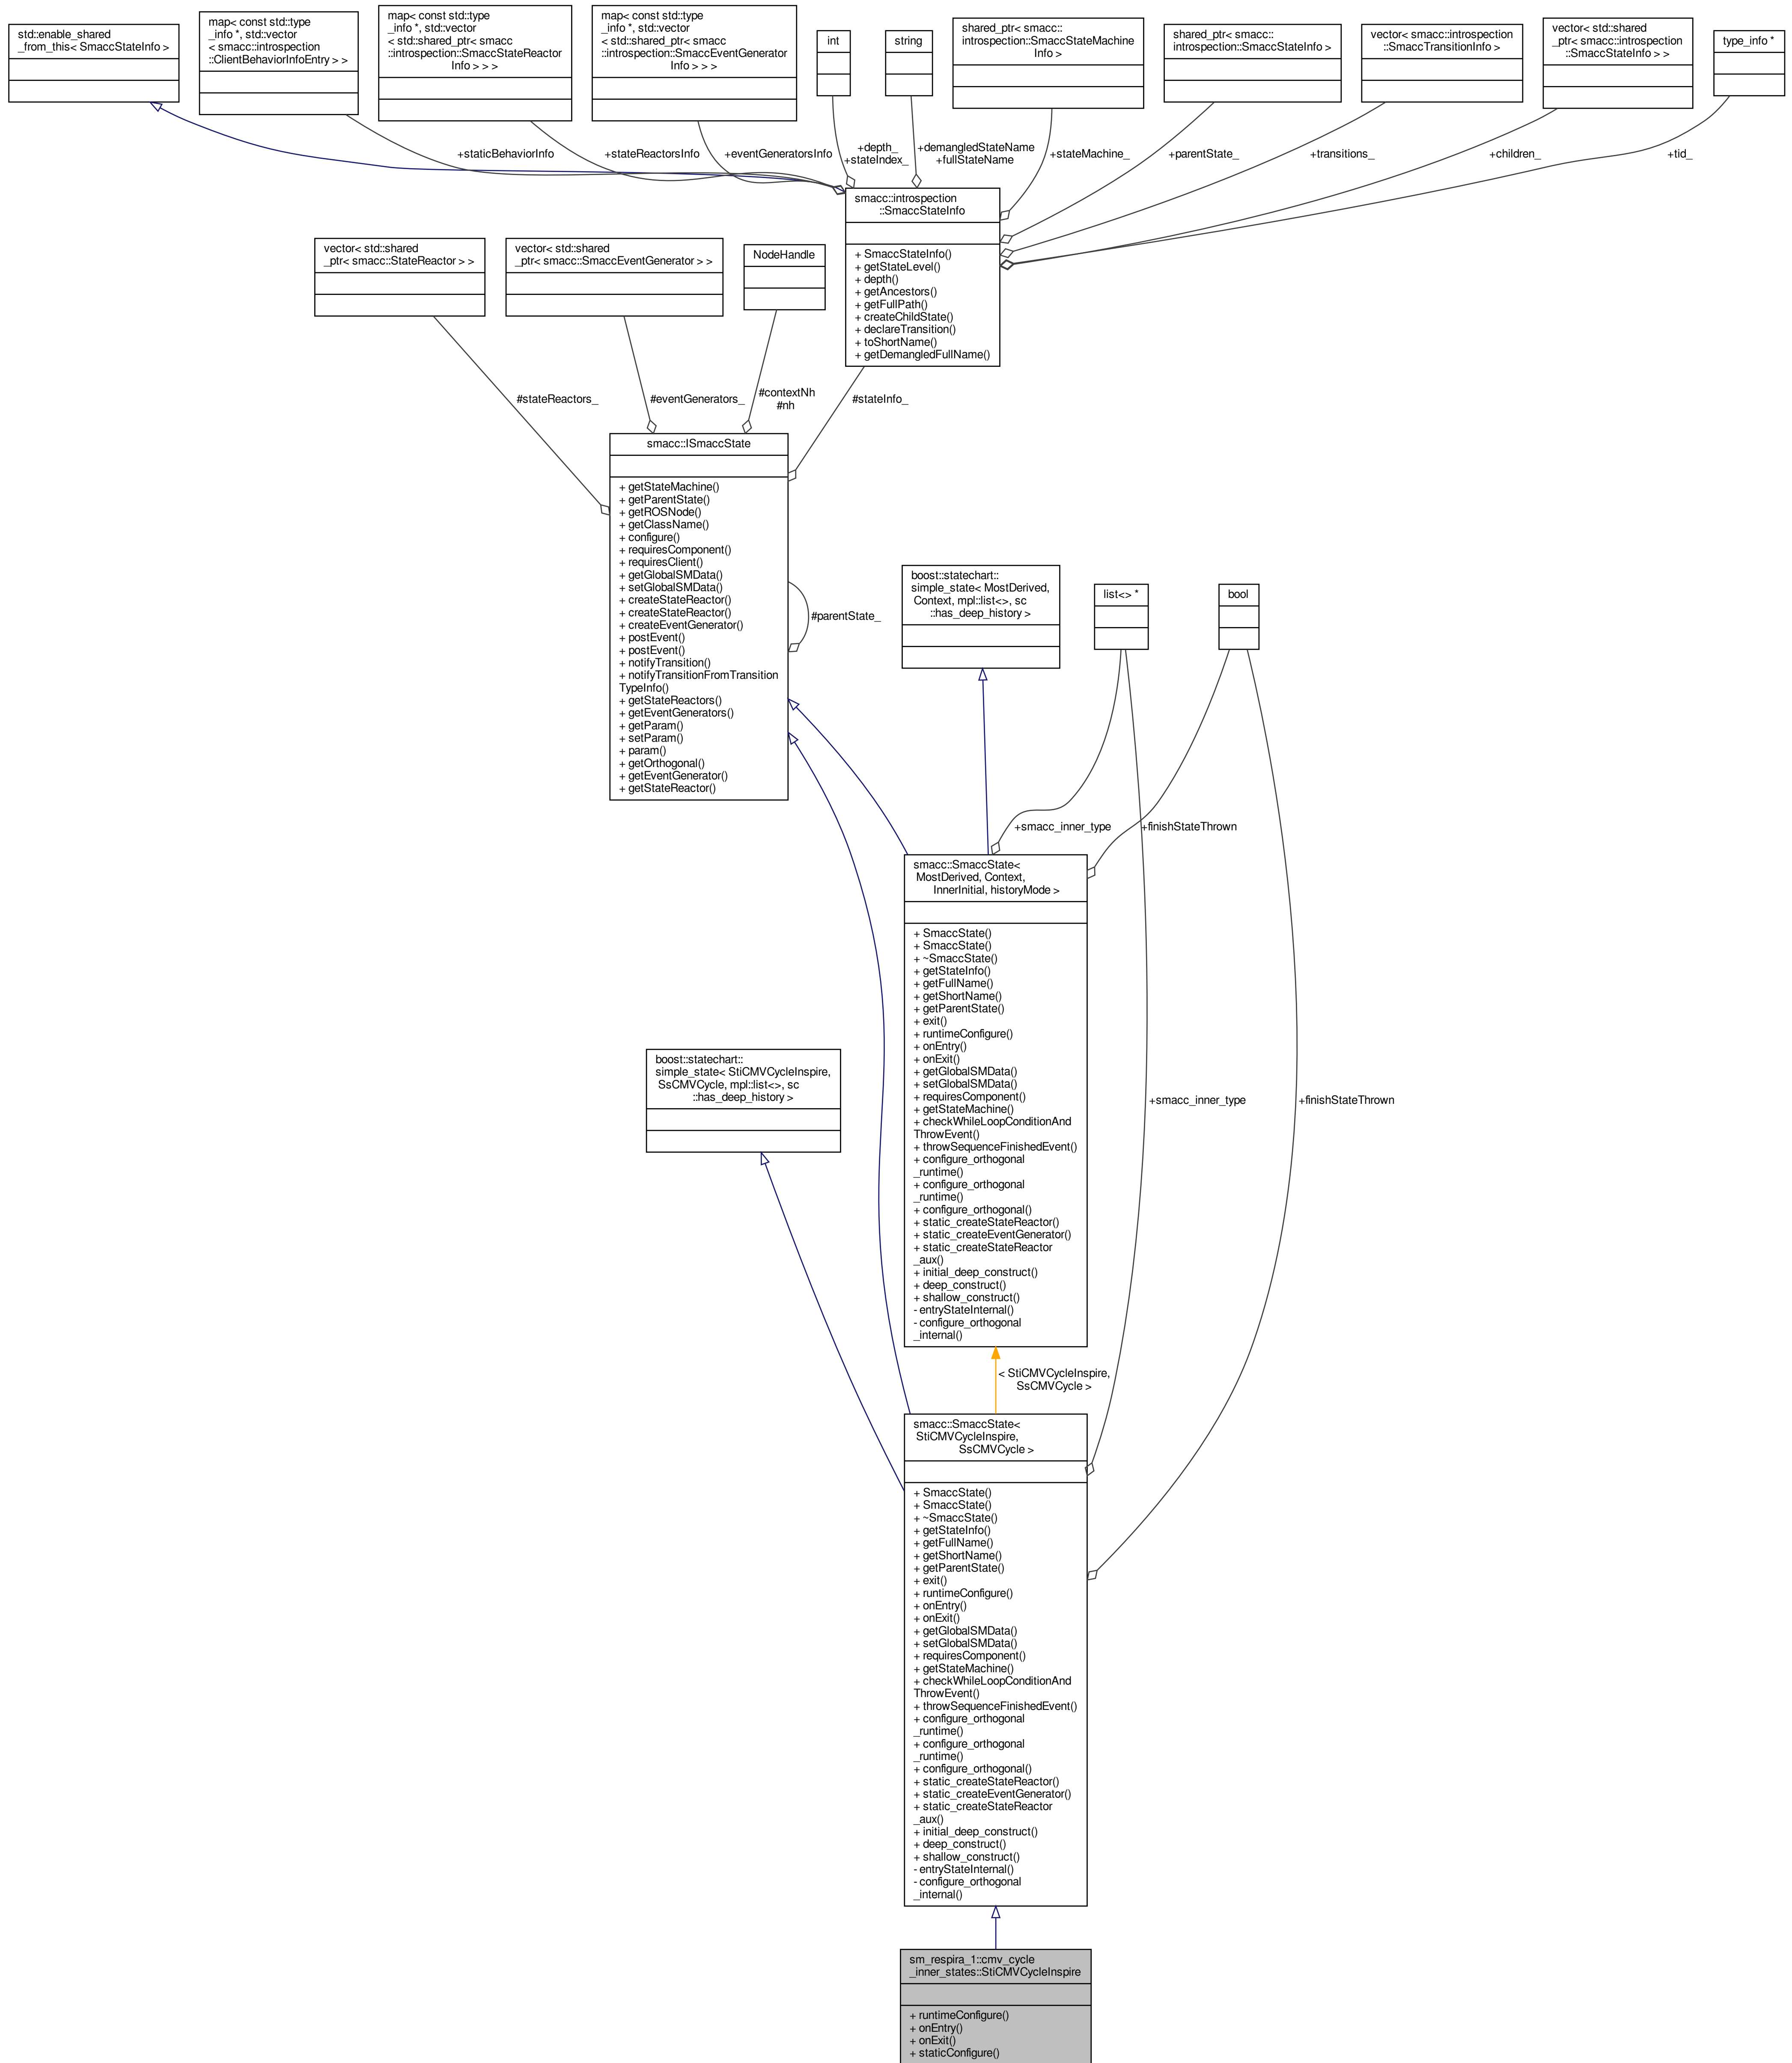 std::enable_shared
_from_this< SmaccStateInfo >
map< const std::type
_info *, std::vector
< smacc::introspection
::ClientBehaviorInfoEntry > >
map< const std::type
_info *, std::vector
< std::shared_ptr< smacc
::introspection::SmaccStateReactor
Info > > >
map< const std::type
_info *, std::vector
< std::shared_ptr< smacc
::introspection::SmaccEventGenerator
Info > > >
int
string
shared_ptr< smacc::
introspection::SmaccStateMachine
Info >
shared_ptr< smacc::
introspection::SmaccStateInfo >
vector< smacc::introspection
::SmaccTransitionInfo >
vector< std::shared
_ptr< smacc::introspection
::SmaccStateInfo > >
type_info *
+staticBehaviorInfo
+stateReactorsInfo
+eventGeneratorsInfo
+depth_
+stateIndex_
+demangledStateName
+fullStateName
+stateMachine_
+parentState_
+transitions_
+children_
+tid_
smacc::introspection
::SmaccStateInfo
+ SmaccStateInfo()
+ getStateLevel()
+ depth()
+ getAncestors()
+ getFullPath()
+ createChildState()
+ declareTransition()
+ toShortName()
+ getDemangledFullName()
vector< std::shared
_ptr< smacc::StateReactor > >
vector< std::shared
_ptr< smacc::SmaccEventGenerator > >
NodeHandle
#stateReactors_
#eventGenerators_
#contextNh
#nh
#stateInfo_
smacc::ISmaccState
+ getStateMachine()
+ getParentState()
+ getROSNode()
+ getClassName()
+ configure()
+ requiresComponent()
+ requiresClient()
+ getGlobalSMData()
+ setGlobalSMData()
+ createStateReactor()
+ createStateReactor()
+ createEventGenerator()
+ postEvent()
+ postEvent()
+ notifyTransition()
+ notifyTransitionFromTransition
TypeInfo()
+ getStateReactors()
+ getEventGenerators()
+ getParam()
+ setParam()
+ param()
+ getOrthogonal()
+ getEventGenerator()
+ getStateReactor()
#parentState_
boost::statechart::
simple_state< MostDerived,
Context, mpl::list<>, sc
::has_deep_history >
list<> *
bool
+smacc_inner_type
+finishStateThrown
smacc::SmaccState<
MostDerived, Context,
InnerInitial, historyMode >
+ SmaccState()
+ SmaccState()
+ ~SmaccState()
+ getStateInfo()
+ getFullName()
+ getShortName()
+ getParentState()
+ exit()
+ runtimeConfigure()
+ onEntry()
+ onExit()
+ getGlobalSMData()
+ setGlobalSMData()
+ requiresComponent()
+ getStateMachine()
+ checkWhileLoopConditionAnd
ThrowEvent()
+ throwSequenceFinishedEvent()
+ configure_orthogonal
_runtime()
+ configure_orthogonal
_runtime()
+ configure_orthogonal()
+ static_createStateReactor()
+ static_createEventGenerator()
+ static_createStateReactor
_aux()
+ initial_deep_construct()
+ deep_construct()
+ shallow_construct()
- entryStateInternal()
- configure_orthogonal
_internal()
boost::statechart::
simple_state< StiCMVCycleInspire,
SsCMVCycle, mpl::list<>, sc
::has_deep_history >
+smacc_inner_type
+finishStateThrown
< StiCMVCycleInspire,
SsCMVCycle >
smacc::SmaccState<
StiCMVCycleInspire,
SsCMVCycle >
+ SmaccState()
+ SmaccState()
+ ~SmaccState()
+ getStateInfo()
+ getFullName()
+ getShortName()
+ getParentState()
+ exit()
+ runtimeConfigure()
+ onEntry()
+ onExit()
+ getGlobalSMData()
+ setGlobalSMData()
+ requiresComponent()
+ getStateMachine()
+ checkWhileLoopConditionAnd
ThrowEvent()
+ throwSequenceFinishedEvent()
+ configure_orthogonal
_runtime()
+ configure_orthogonal
_runtime()
+ configure_orthogonal()
+ static_createStateReactor()
+ static_createEventGenerator()
+ static_createStateReactor
_aux()
+ initial_deep_construct()
+ deep_construct()
+ shallow_construct()
- entryStateInternal()
- configure_orthogonal
_internal()
sm_respira_1::cmv_cycle
_inner_states::StiCMVCycleInspire
+ runtimeConfigure()
+ onEntry()
+ onExit()
+ staticConfigure()